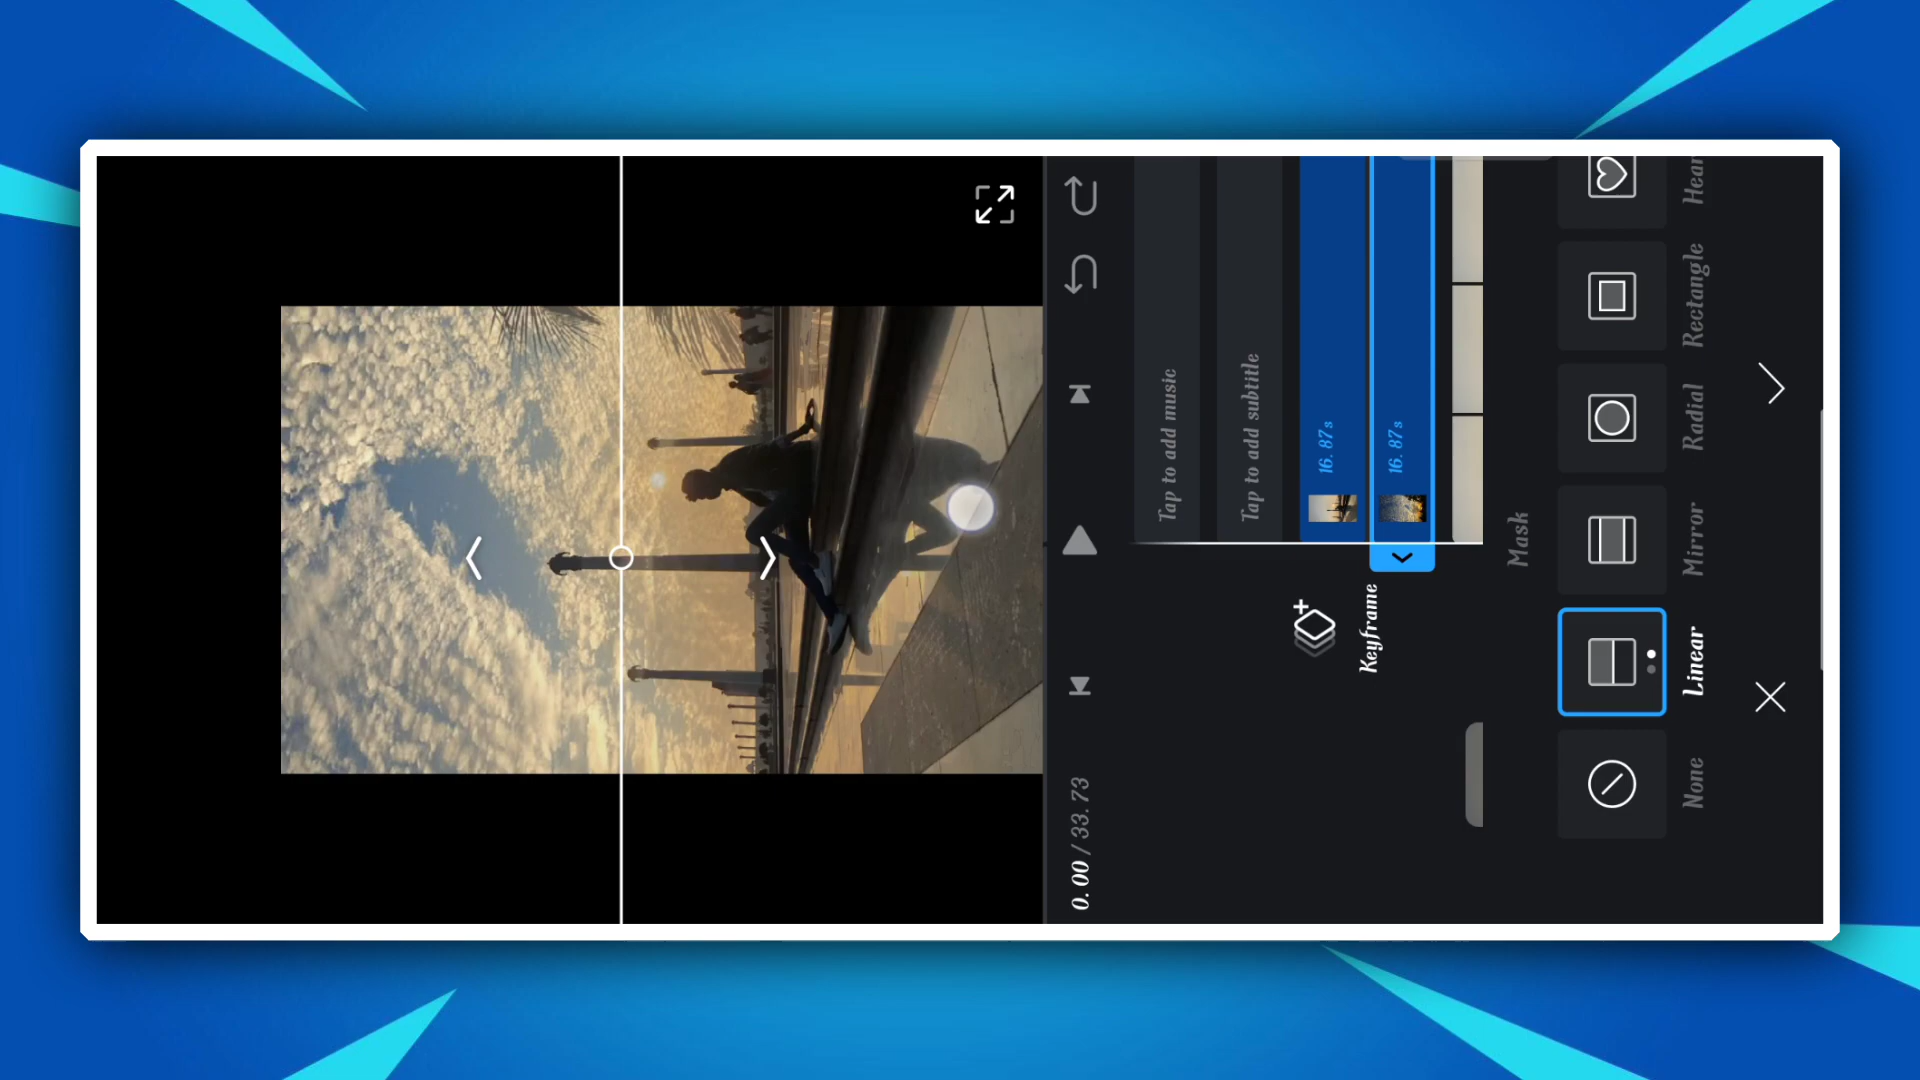 0.00 / 33.73
Tap to add music
Tap to add subtitle
16.87s
16.87s
Keyframe
Mask
None
Linear
Mirror
Radial
Rectangle
Hear